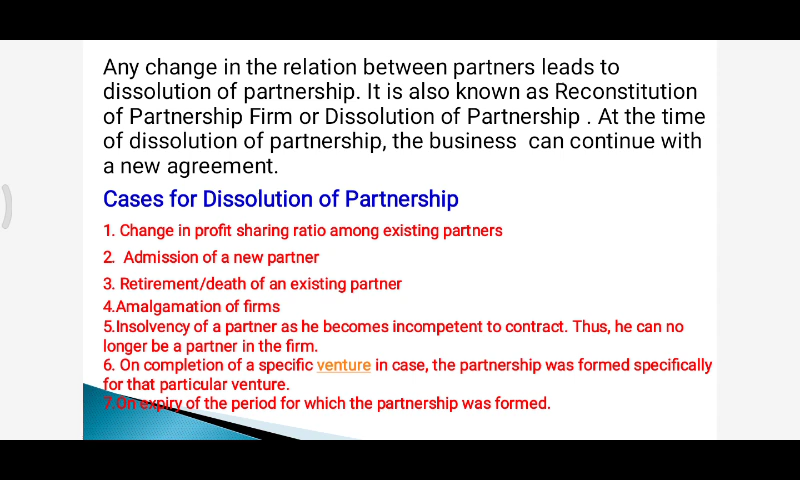 Any change in the relation between partners leads to
dissolution of partnership. It is also known as Reconstitution
of Partnership Firm or Dissolution of Partnership . At the time
of dissolution of partnership, the business  can continue with
a new agreement.
Cases for Dissolution of Partnership
1. Change in profit sharing ratio among existing partners
2.  Admission of a new partner
3. Retirement/death of an existing partner
4.Amalgamation of firms
5.Insolvency of a partner as he becomes incompetent to contract. Thus, he can no
longer be a partner in the firm.
6. On completion of a specific venture in case, the partnership was formed specifically
for that particular venture.
7.On expiry of the period for which the partnership was formed.